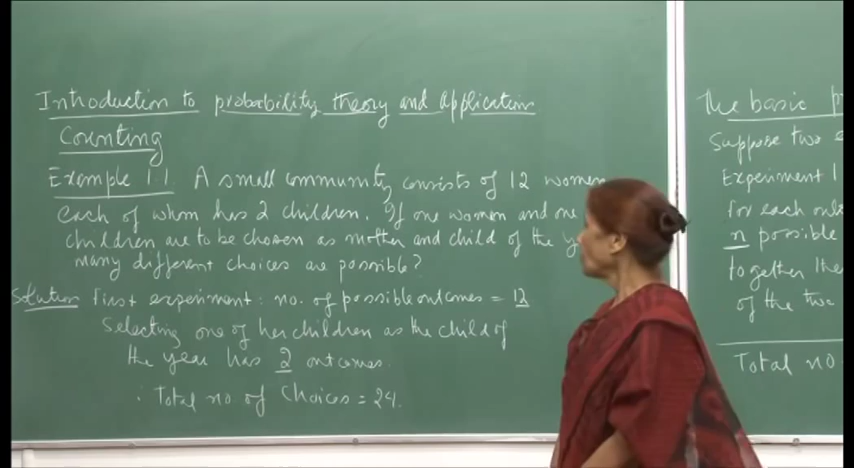 Introduction to probability theory and application
Counting
Example 1.1. A small community consists of 12 women
each of whom has 2 children. If one women and one
children are to be chosen as mother and child of the y
many different choices are possible?
Solution First experiment: no. of possible outcomes = 12
Selecting one of her children as the child of
the year has 2 outcomes.
∴ Total no of Choices = 24.
The basic p
Suppose two
Experiment 1
For each out
n possible
together the
of the two
Total no.